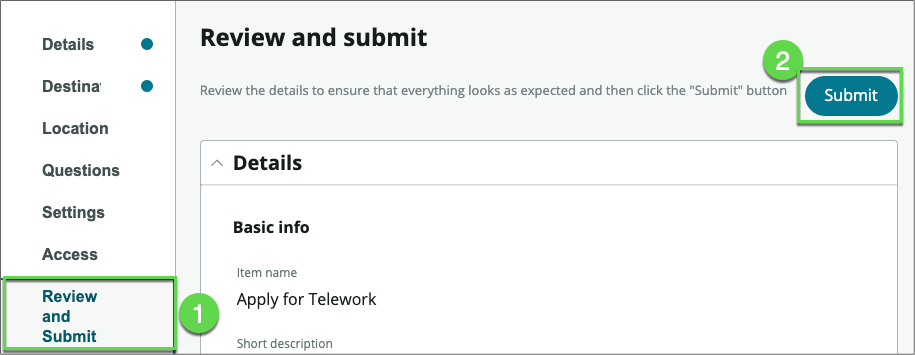 Details
Destina
Location
Questions
Settings
Access
Review
and
Submit
1
Review and submit
Review the details to ensure that everything looks as expected and then click the "Submit" button
2
Submit
Details
Basic info
Item name
Apply for Telework
Short description